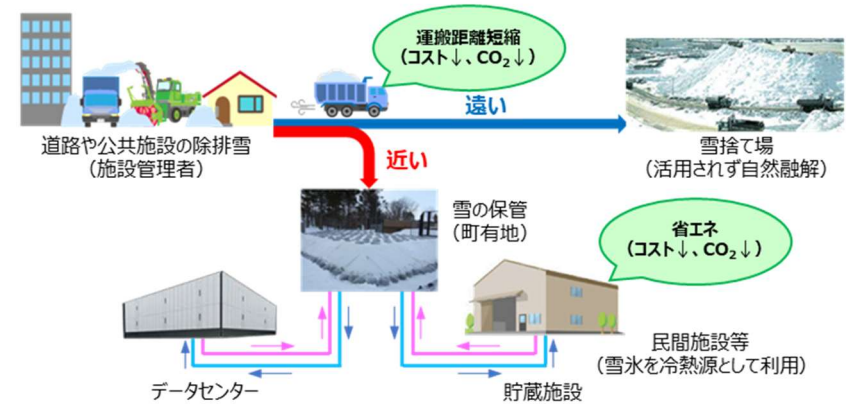 運搬距離短縮
（コスト↓、CO₂↓）
遠い
道路や公共施設の除排雪
（施設管理者）
近い
雪捨て場
（活用されず自然融解）
雪の保管
（町有地）
省エネ
（コスト↓、CO₂↓）
民間施設等
（雪氷を冷熱源として利用）
データセンター
貯蔵施設